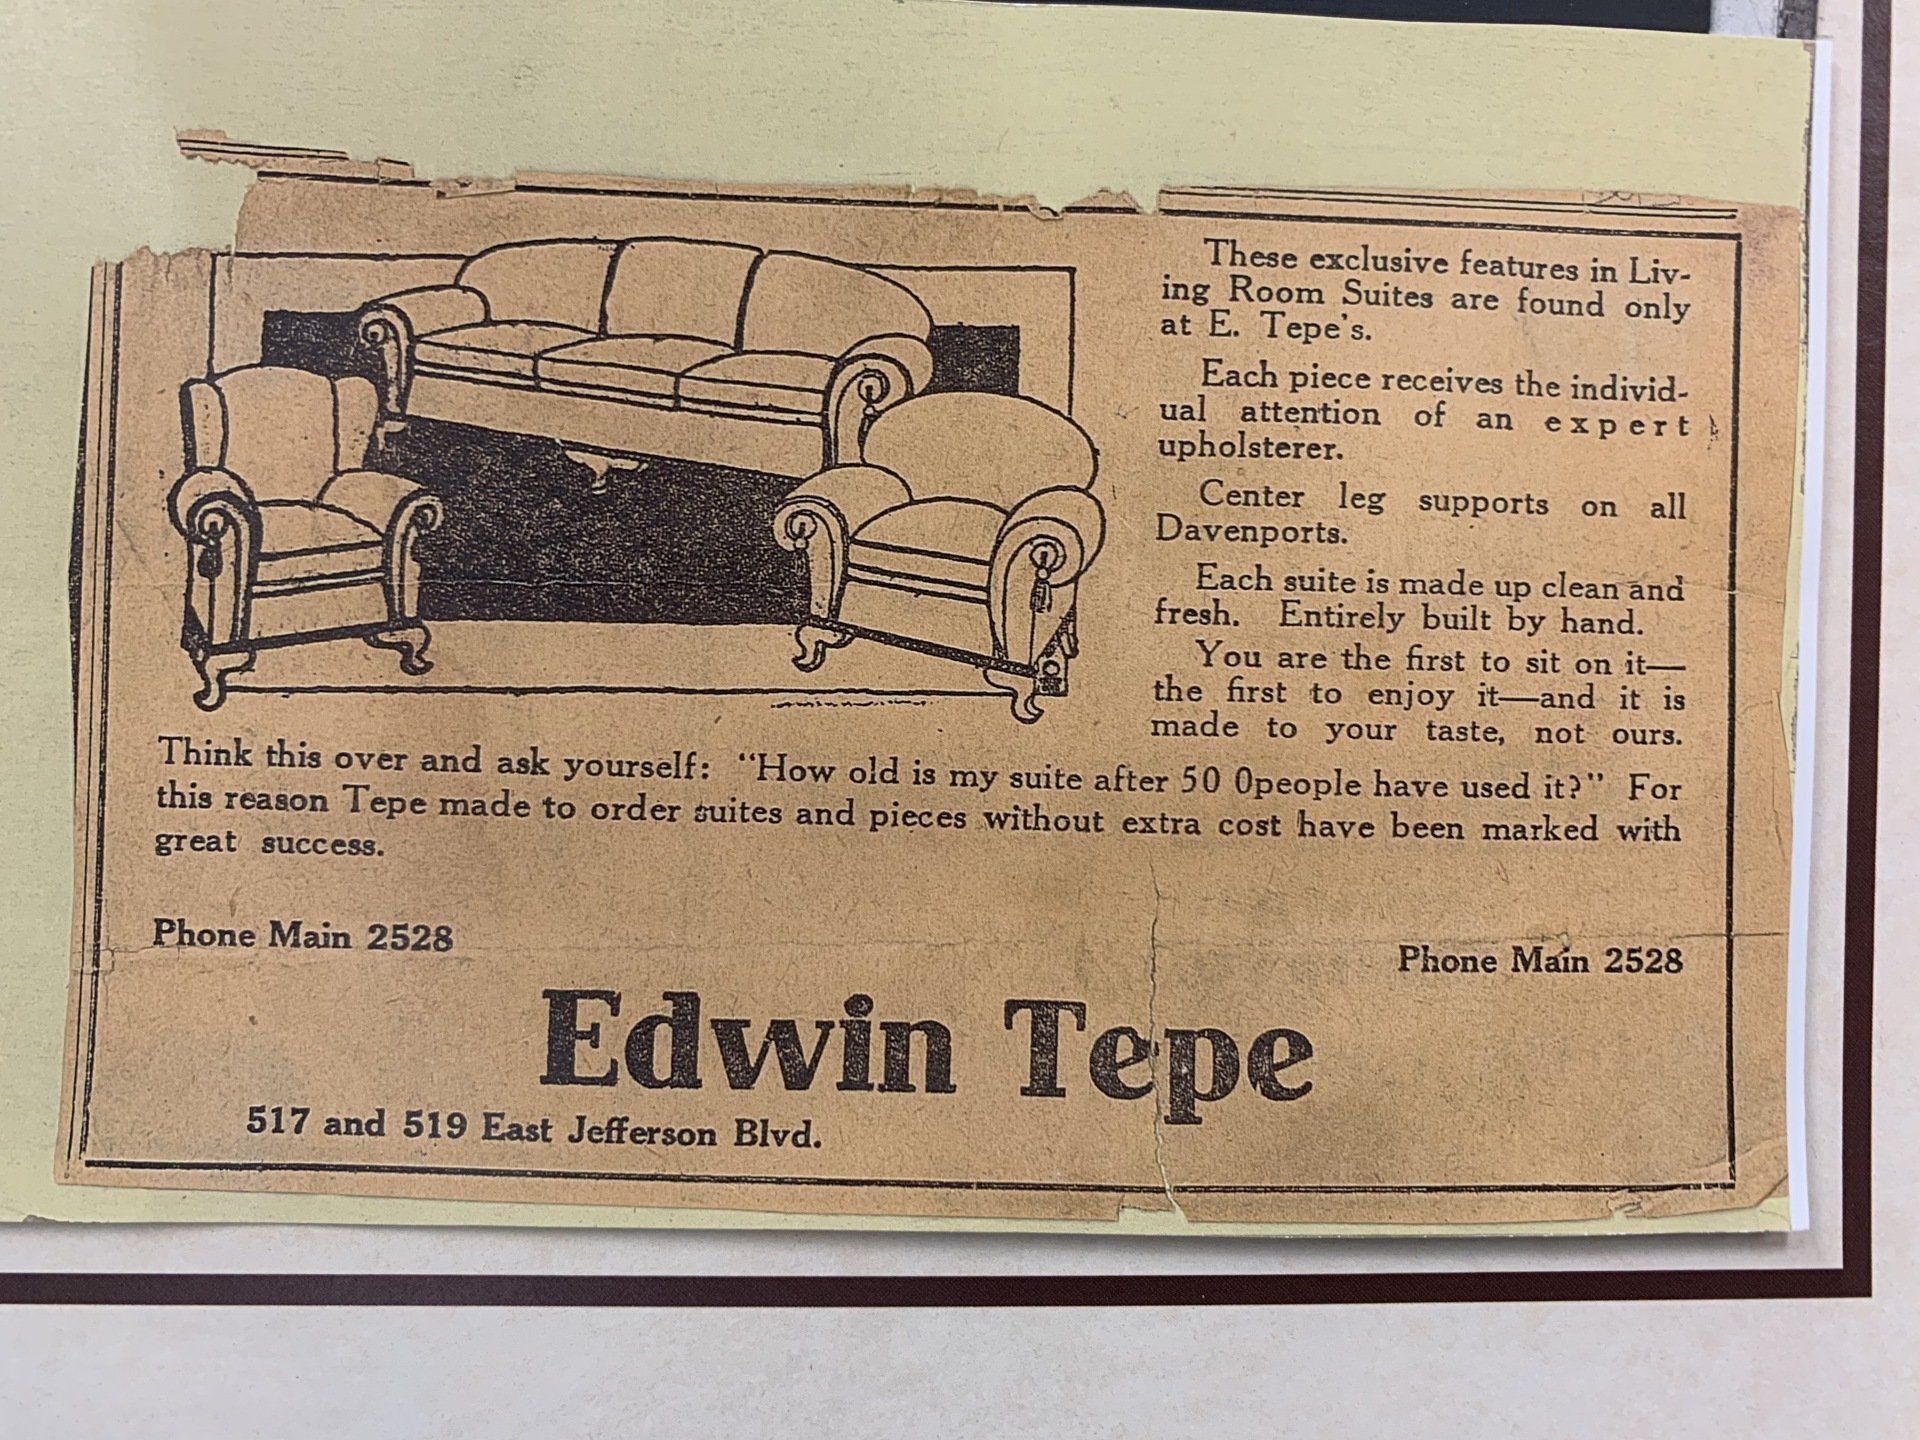 These exclusive features in Liv-
ing Room Suites are found only
at E. Tepe's.
Each piece receives the individ-
ual attention of an expert
upholsterer.
Center leg supports on all
Davenports.
Each suite is made up clean and
fresh. Entirely built by hand.
You are the first to sit on it—
the first to enjoy it—and it is
made to your taste, not ours.
Think this over and ask yourself: "How old is my suite after 50 0people have used it?" For
this reason Tepe made to order suites and pieces without extra cost have been marked with
great success.
Phone Main 2528
Phone Main 2528
Edwin Tepe
517 and 519 East Jefferson Blvd.